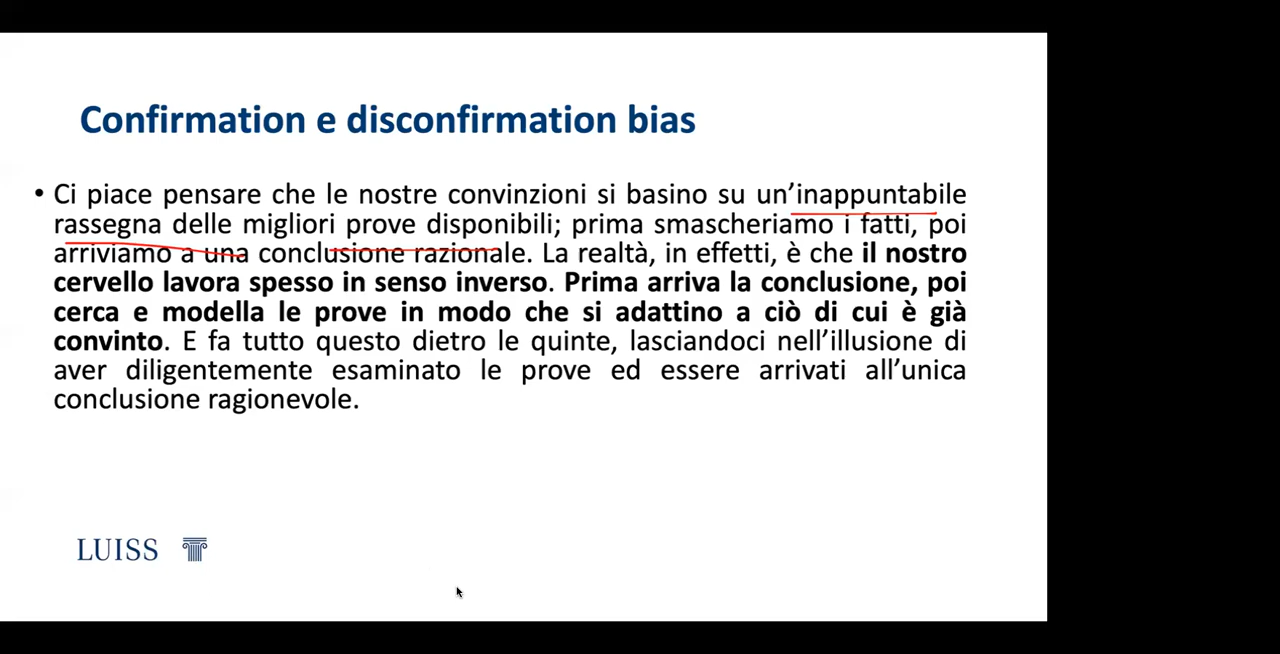 Confirmation e disconfirmation bias
• Ci piace pensare che le nostre convinzioni si basino su un’inappuntabile
rassegna delle migliori prove disponibili; prima smascheriamo i fatti, poi
arriviamo a una conclusione razionale. La realtà, in effetti, è che il nostro
cervello lavora spesso in senso inverso. Prima arriva la conclusione, poi
cerca e modella le prove in modo che si adattino a ciò di cui è già
convinto. E fa tutto questo dietro le quinte, lasciandoci nell’illusione di
aver diligentemente esaminato le prove ed essere arrivati all’unica
conclusione ragionevole.
LUISS